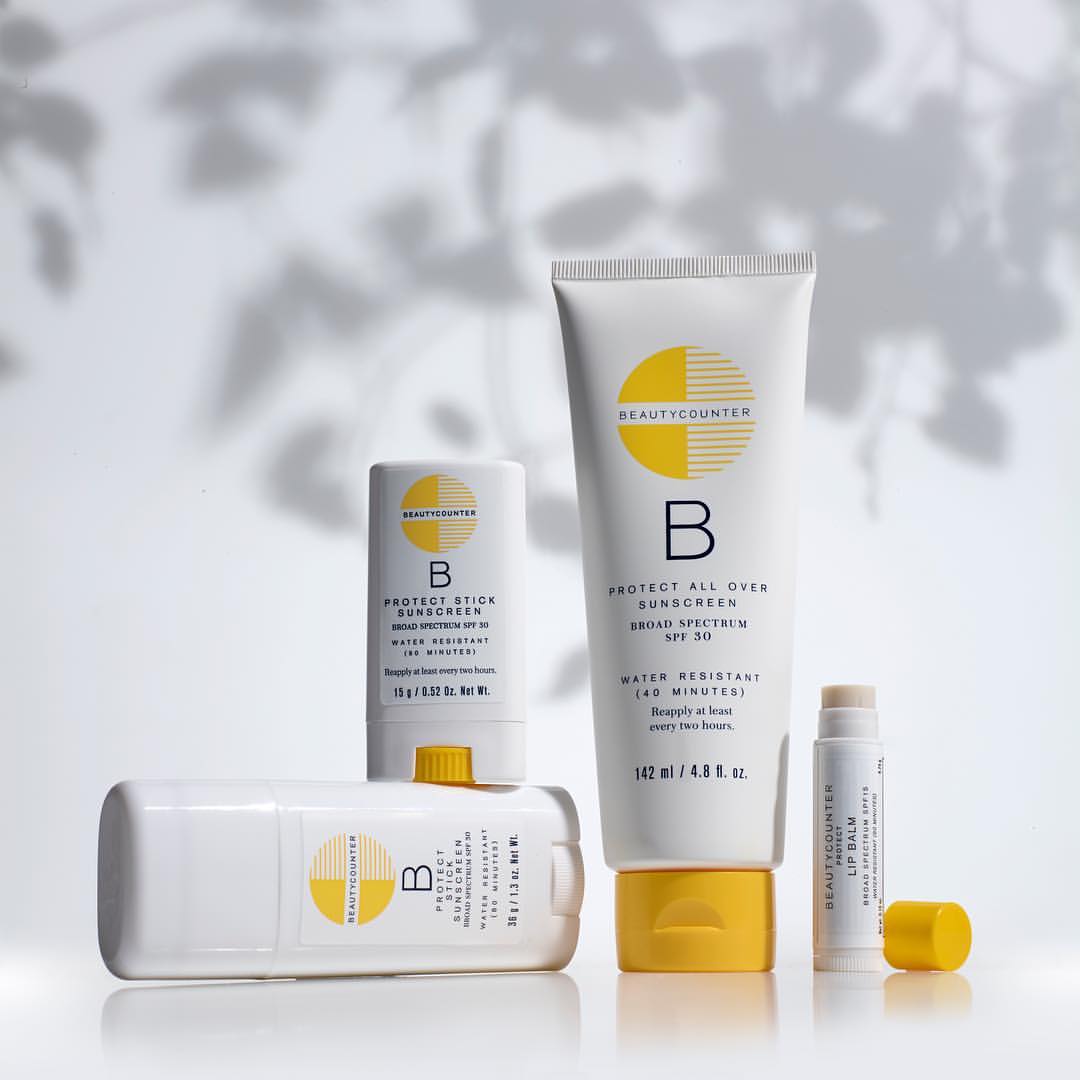 BEAUTYCOUNTER
B
PROTECT ALL OVER
SUNSCREEN
BROAD SPECTRUM
SPF 30
WATER RESISTANT
(40 MINUTES)
Reapply at least
every two hours.
142 ml / 4.8 fl. oz.
BEAUTYCOUNTER
B
PROTECT STICK
SUNSCREEN
BROAD SPECTRUM SPF 30
WATER RESISTANT
(80 MINUTES)
Reapply at least every two hours.
15 g / 0.52 Oz. Net Wt.
BEAUTYCOUNTER
B
PROTECT
STICK
SUNSCREEN
BROAD SPECTRUM SPF 30
WATER RESISTANT
(80 MINUTES)
36 g / 1.3 oz. Net Wt.
BEAUTYCOUNTER
PROTECT
LIP BALM
BROAD SPECTRUM SPF15
WATER RESISTANT (80 MINUTES)